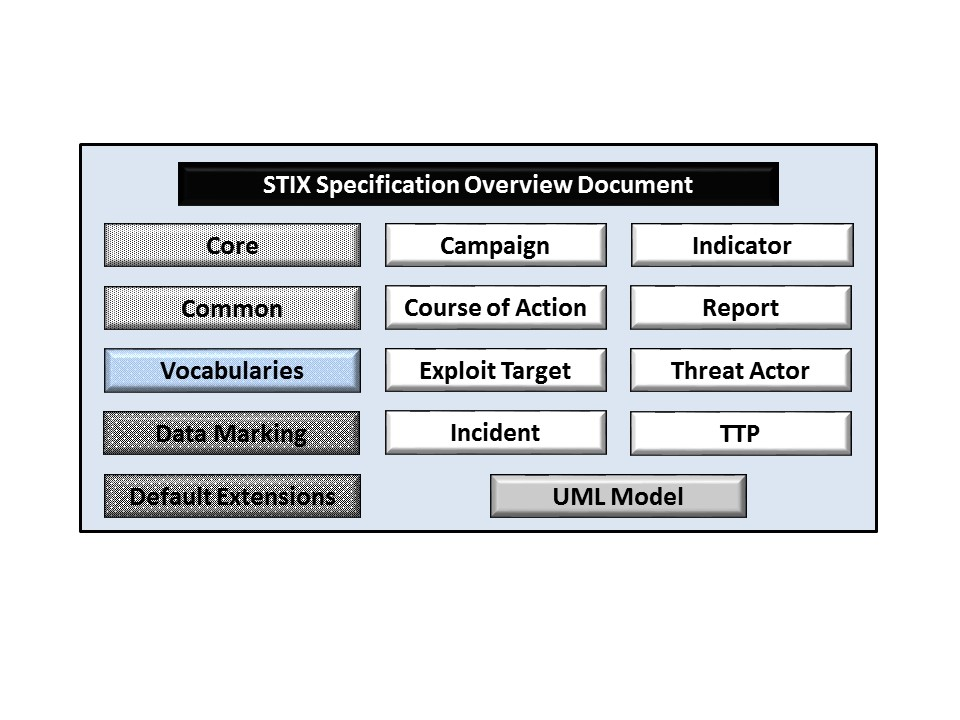 STIX Specification Overview Document
Core
Campaign
Indicator
Common
Course of Action
Report
Vocabularies
Exploit Target
Threat Actor
Data Marking
Incident
TTP
Default Extensions
UML Model